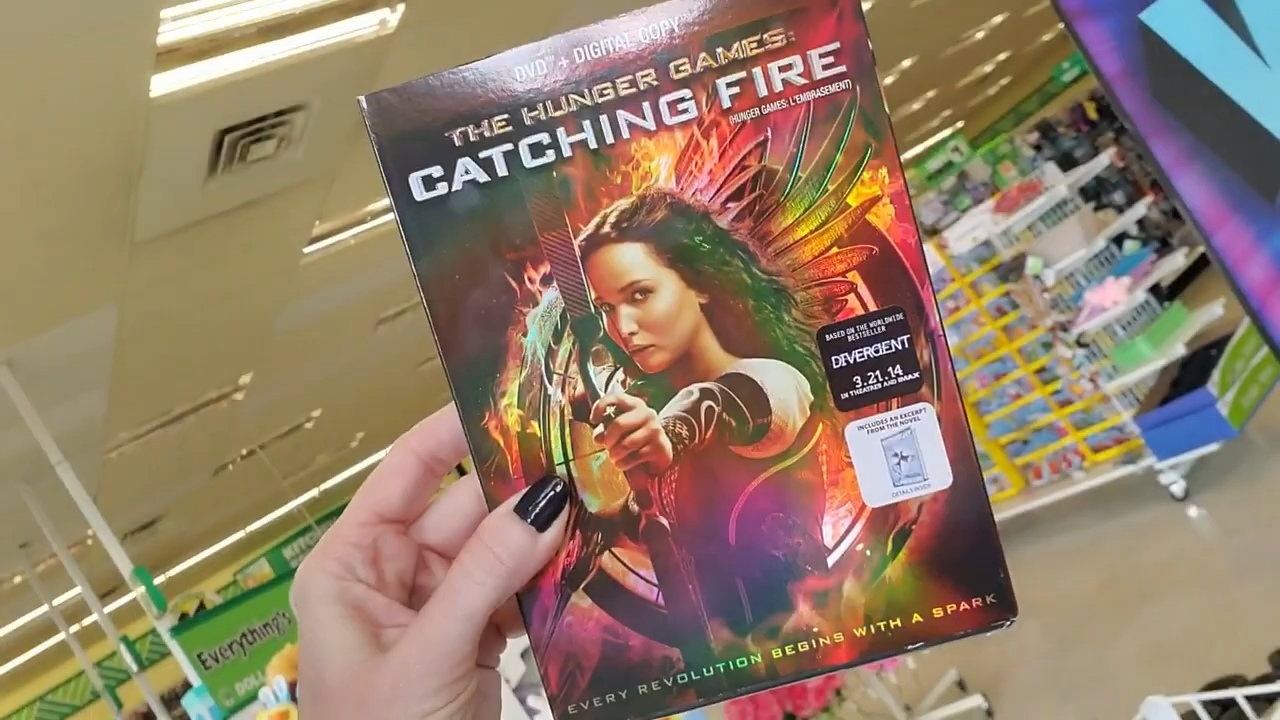 DVD™ + DIGITAL COPY
THE HUNGER GAMES:
CATCHING FIRE
(HUNGER GAMES: L'EMBRASEMENT)
BASED ON THE WORLDWIDE
BESTSELLER
DIVERGENT
3.21.14
IN THEATRES AND IMAX
INCLUDES AN EXCERPT
FROM THE NOVEL
DETAILS INSIDE
EVERY REVOLUTION BEGINS WITH A SPARK
Everything's